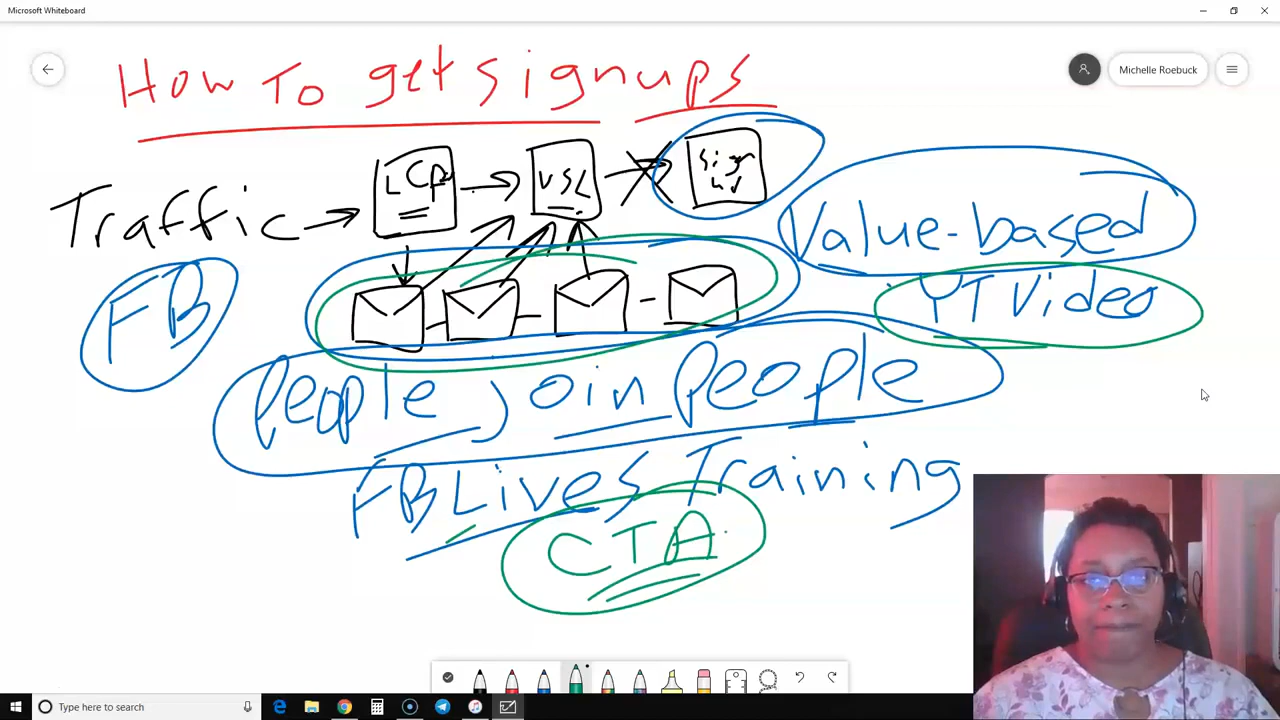 Microsoft Whiteboard
Michelle Roebuck
How To get signups
Traffic → LCP → VSL → Sign Up
Value-based
FB
YT Video
People join People
FB Lives Training
CTA
Type here to search